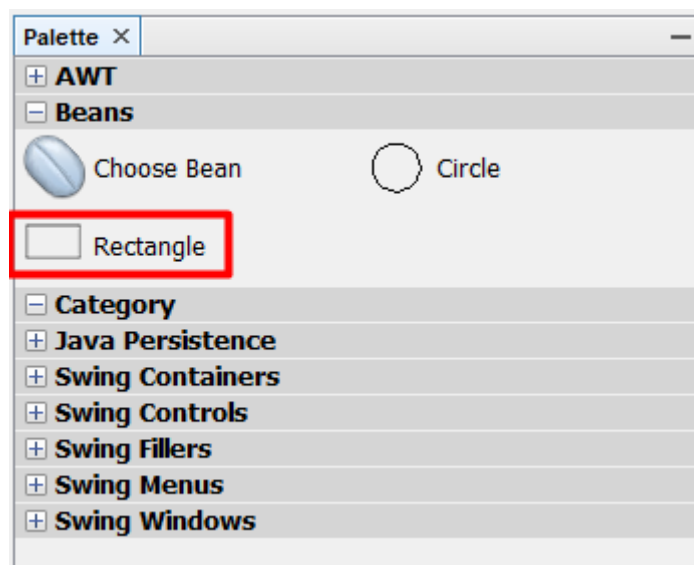 Palette
AWT
Beans
Choose Bean Circle
Rectangle
Category
Java Persistence
Swing Containers
Swing Controls
Swing Fillers
Swing Menus
Swing Windows